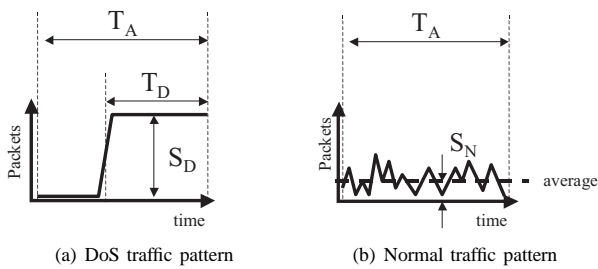 T_A
T_D
S_D
Packets
time
(a) DoS traffic pattern
T_A
S_N
Packets
average
time
(b) Normal traffic pattern